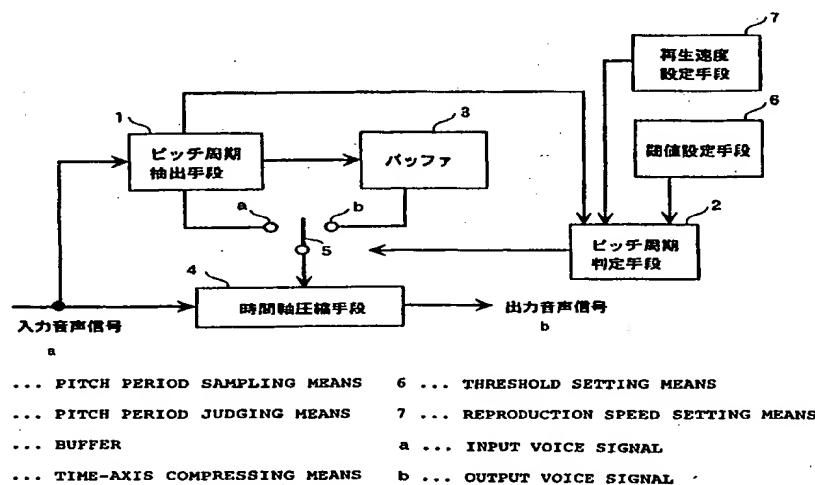 7
再生速度
設定手段
6
閾値設定手段
1
ピッチ周期
抽出手段
3
バッファ
a
b
2
ピッチ周期
判定手段
5
4
時間軸圧縮手段
入力音声信号
a
出力音声信号
b
... PITCH PERIOD SAMPLING MEANS
6 ... THRESHOLD SETTING MEANS
... PITCH PERIOD JUDGING MEANS
7 ... REPRODUCTION SPEED SETTING MEANS
... BUFFER
a ... INPUT VOICE SIGNAL
... TIME-AXIS COMPRESSING MEANS
b ... OUTPUT VOICE SIGNAL